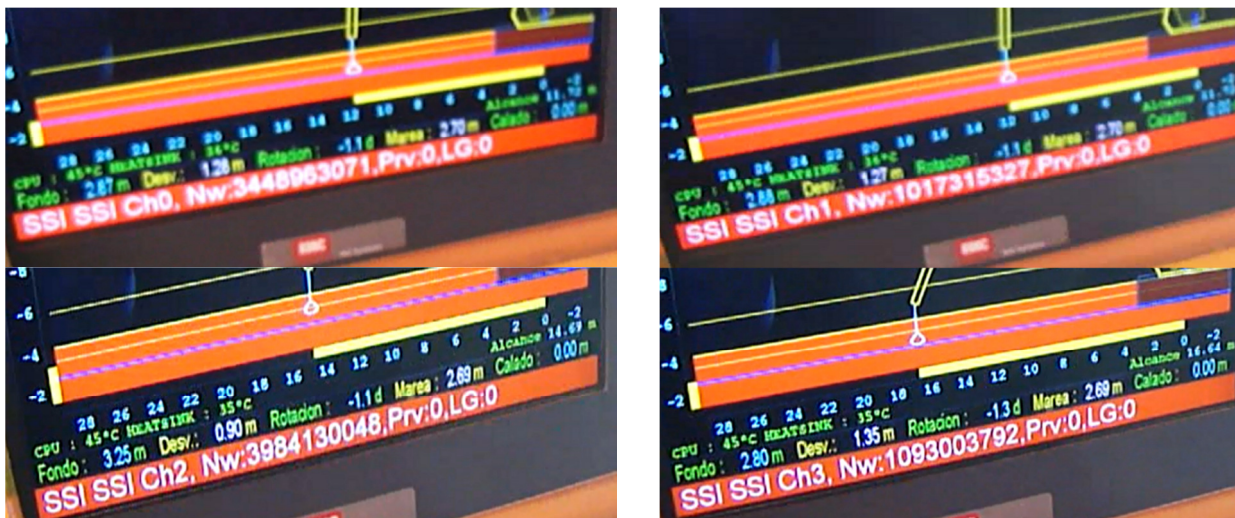 -6
-4
-2
28 26 24 22 20 18 16 14 12 10 8 6 4 2 0 -2
Alcance 11.70 m
CPU : 45°C HEATSINK : 36°C
Fondo : 2.87 m Desv.: 1.28 m Rotacion : -1.1 d Marea : 2.70 m Calado : 0.00 m
SSI SSI Ch0, Nw:3448963071,Prv:0,LG:0
-6
-4
-2
28 26 24 22 20 18 16 14 12 10 8 6 4 2 0 -2
Alcance 11.70 m
CPU : 45°C HEATSINK : 36°C
Fondo : 2.88 m Desv.: 1.27 m Rotacion : -1.1 d Marea : 2.70 m Calado : 0.00 m
SSI SSI Ch1, Nw:1017315327,Prv:0,LG:0
-8
-6
-4
-2
28 26 24 22 20 18 16 14 12 10 8 6 4 2 0 -2
Alcance 14.69 m
CPU : 45°C HEATSINK : 35°C
Fondo : 3.25 m Desv.: 0.90 m Rotacion : -1.1 d Marea : 2.69 m Calado : 0.00 m
SSI SSI Ch2, Nw:3984130048,Prv:0,LG:0
-8
-6
-4
-2
28 26 24 22 20 18 16 14 12 10 8 6 4 2 0 -2
Alcance 16.64 m
CPU : 45°C HEATSINK : 35°C
Fondo : 2.80 m Desv.: 1.35 m Rotacion : -1.3 d Marea : 2.69 m Calado : 0.00 m
SSI SSI Ch3, Nw:1093003792,Prv:0,LG:0